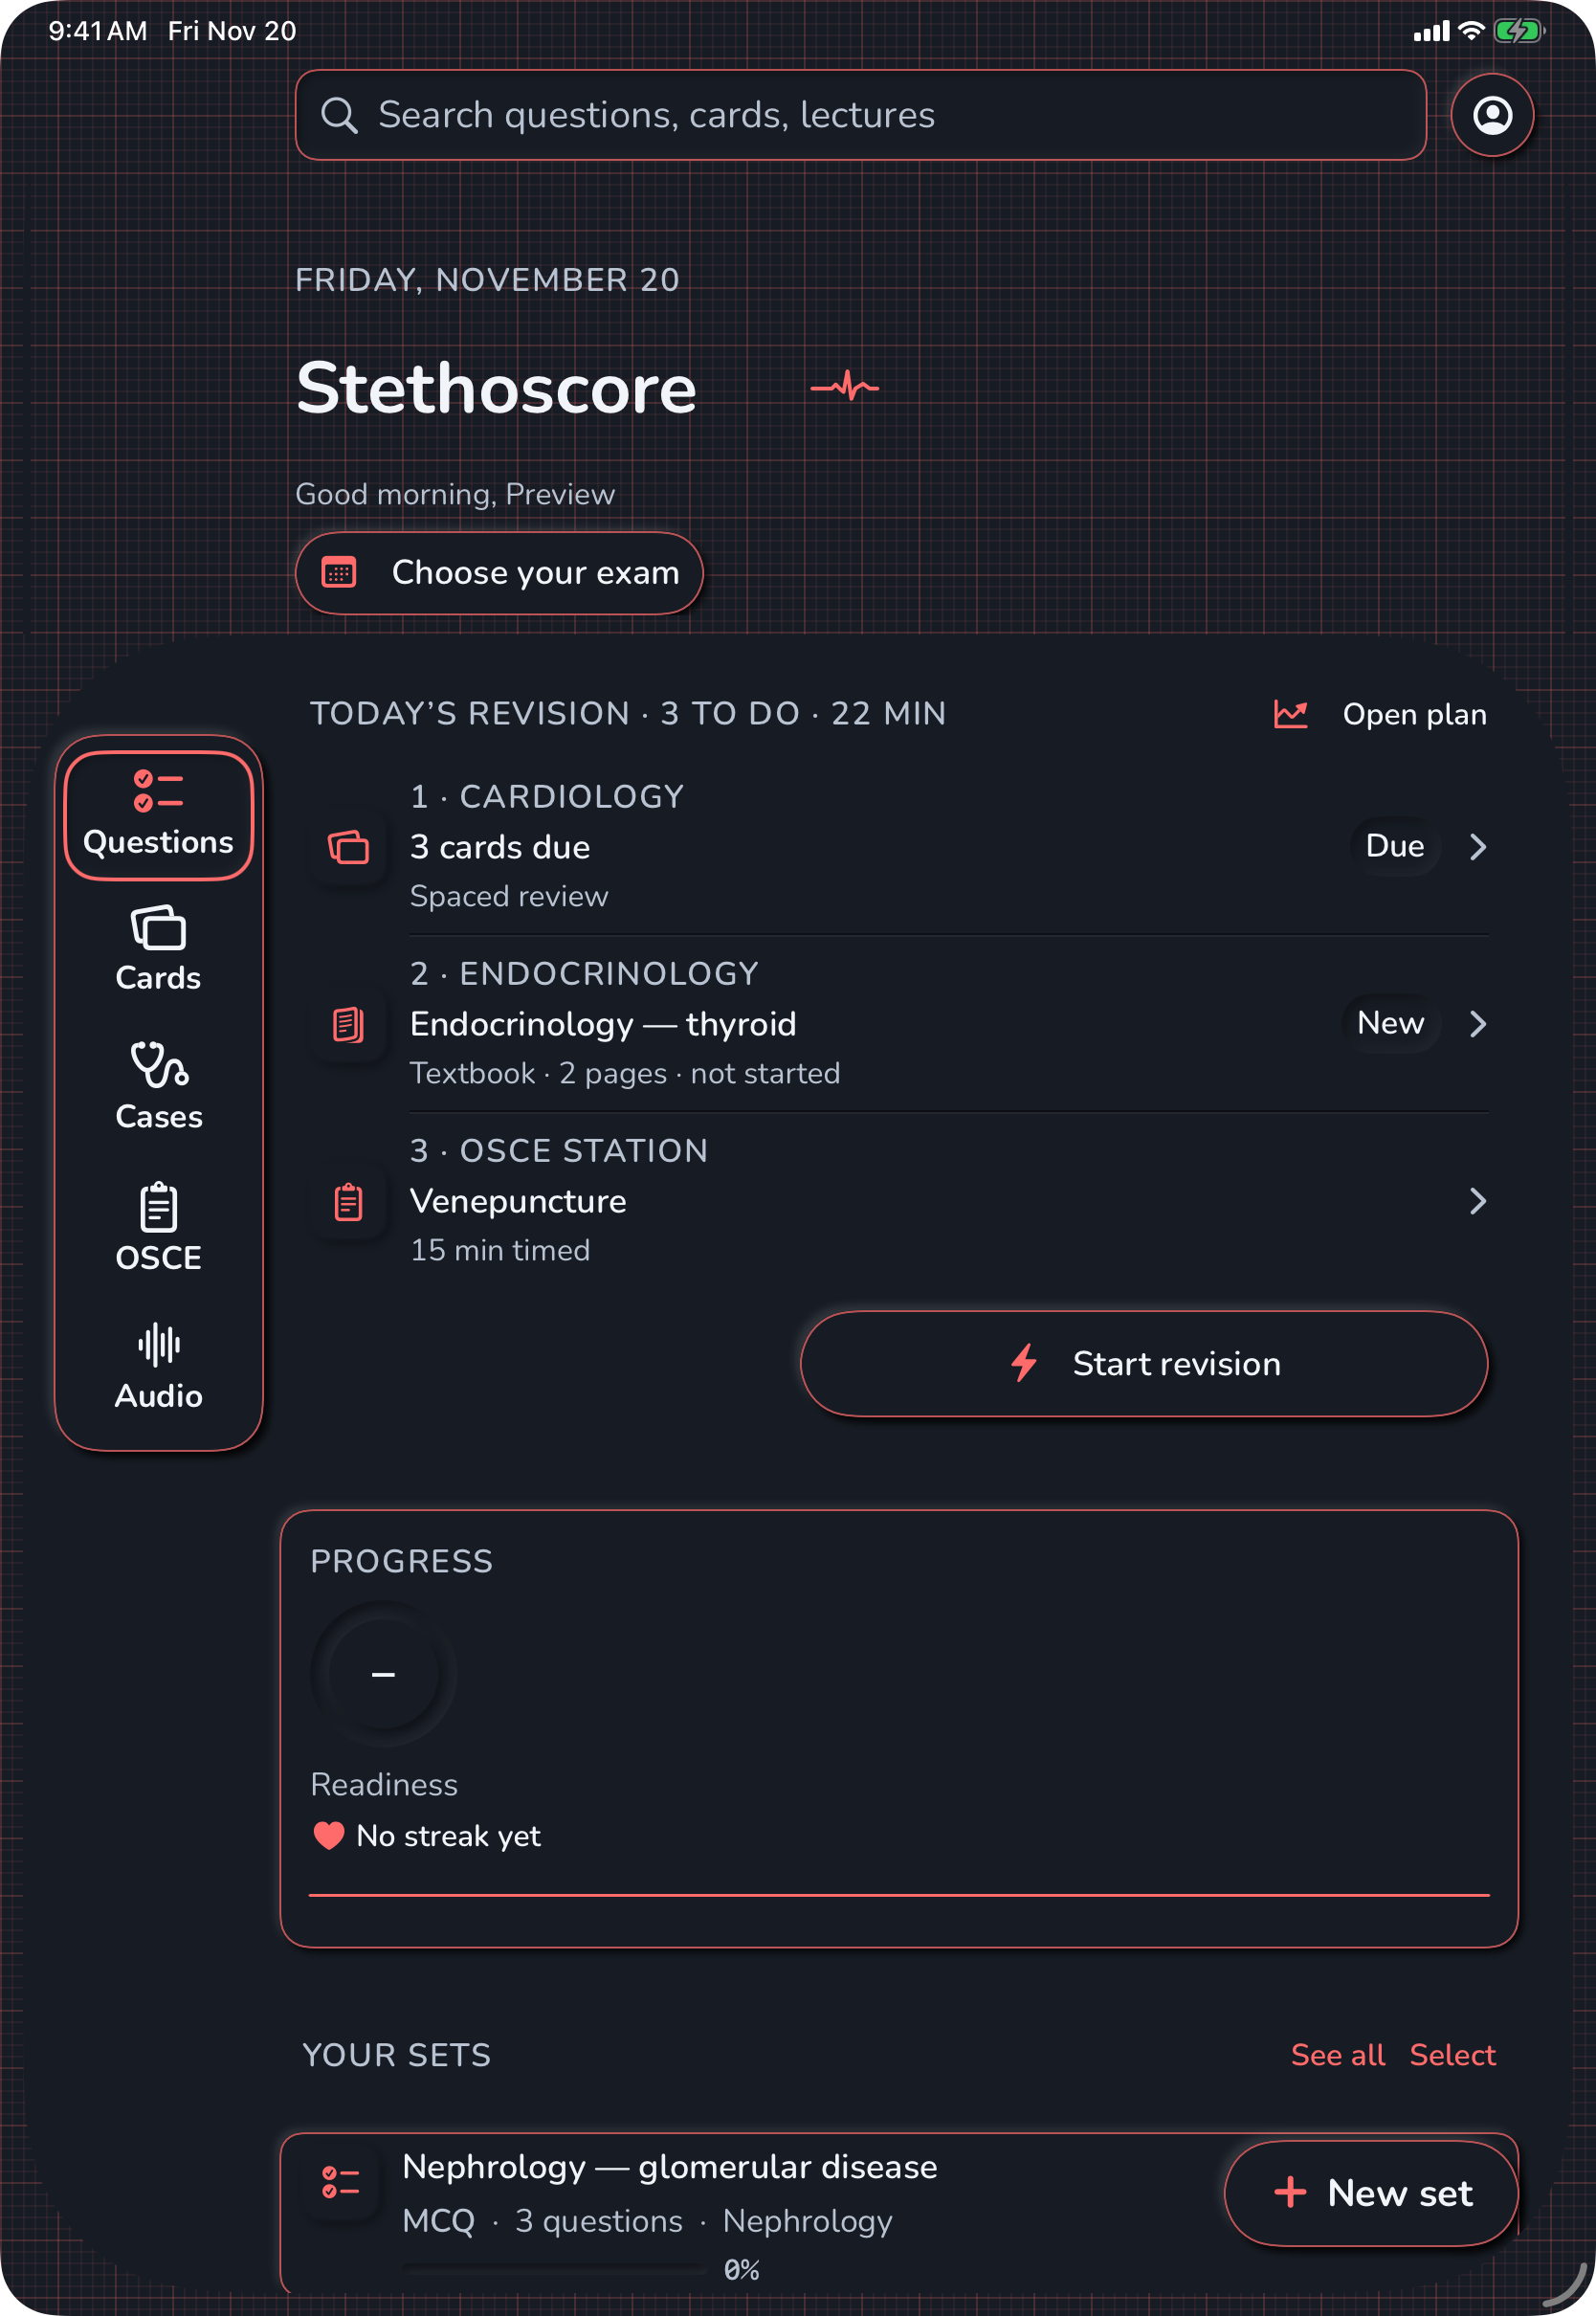 9:41 AM Fri Nov 20
Search questions, cards, lectures
FRIDAY, NOVEMBER 20
Stethoscore
Good morning, Preview
Choose your exam
TODAY’S REVISION · 3 TO DO · 22 MIN
Open plan
Questions
Cards
Cases
OSCE
Audio
1 · CARDIOLOGY
3 cards due
Spaced review
Due
2 · ENDOCRINOLOGY
Endocrinology — thyroid
Textbook · 2 pages · not started
New
3 · OSCE STATION
Venepuncture
15 min timed
Start revision
PROGRESS
–
Readiness
No streak yet
YOUR SETS
See all Select
Nephrology — glomerular disease
MCQ · 3 questions · Nephrology
0%
New set